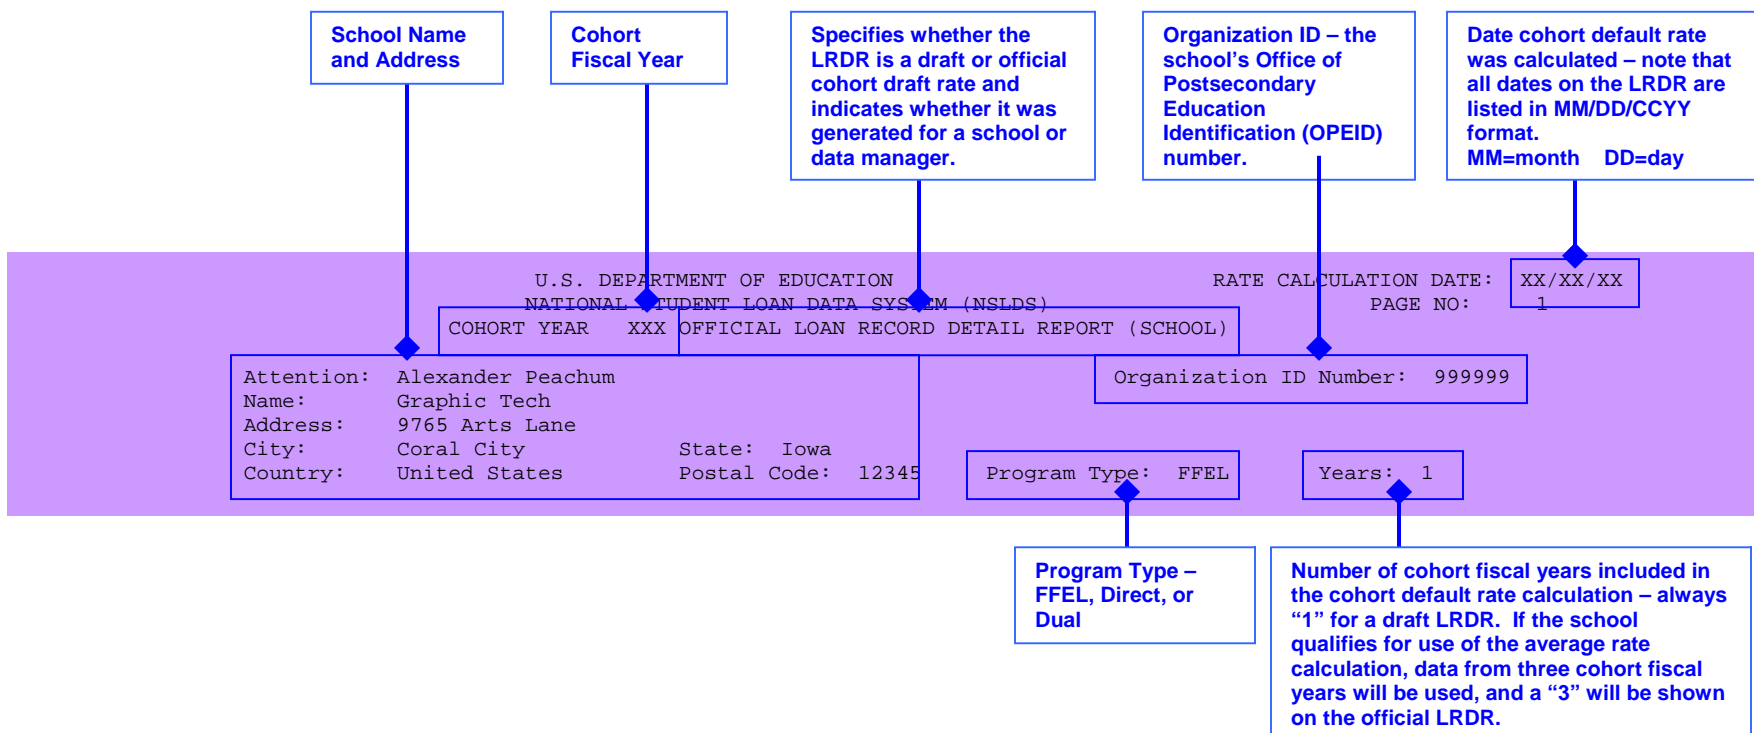 School Name
and Address
Cohort
Fiscal Year
Specifies whether the
LRDR is a draft or official
cohort draft rate and
indicates whether it was
generated for a school or
data manager.
Organization ID – the
school’s Office of
Postsecondary
Education
Identification (OPEID)
number.
Date cohort default rate
was calculated – note that
all dates on the LRDR are
listed in MM/DD/CCYY
format.
MM=month DD=day
U.S. DEPARTMENT OF EDUCATION RATE CALCULATION DATE: XX/XX/XX
NATIONAL STUDENT LOAN DATA SYSTEM (NSLDS) PAGE NO: 1
COHORT YEAR XXX OFFICIAL LOAN RECORD DETAIL REPORT (SCHOOL)
Attention: Alexander Peachum Organization ID Number: 999999
Name: Graphic Tech
Address: 9765 Arts Lane
City: Coral City State: Iowa
Country: United States Postal Code: 12345 Program Type: FFEL Years: 1
Program Type –
FFEL, Direct, or
Dual
Number of cohort fiscal years included in
the cohort default rate calculation – always
“1” for a draft LRDR. If the school
qualifies for use of the average rate
calculation, data from three cohort fiscal
years will be used, and a “3” will be shown
on the official LRDR.